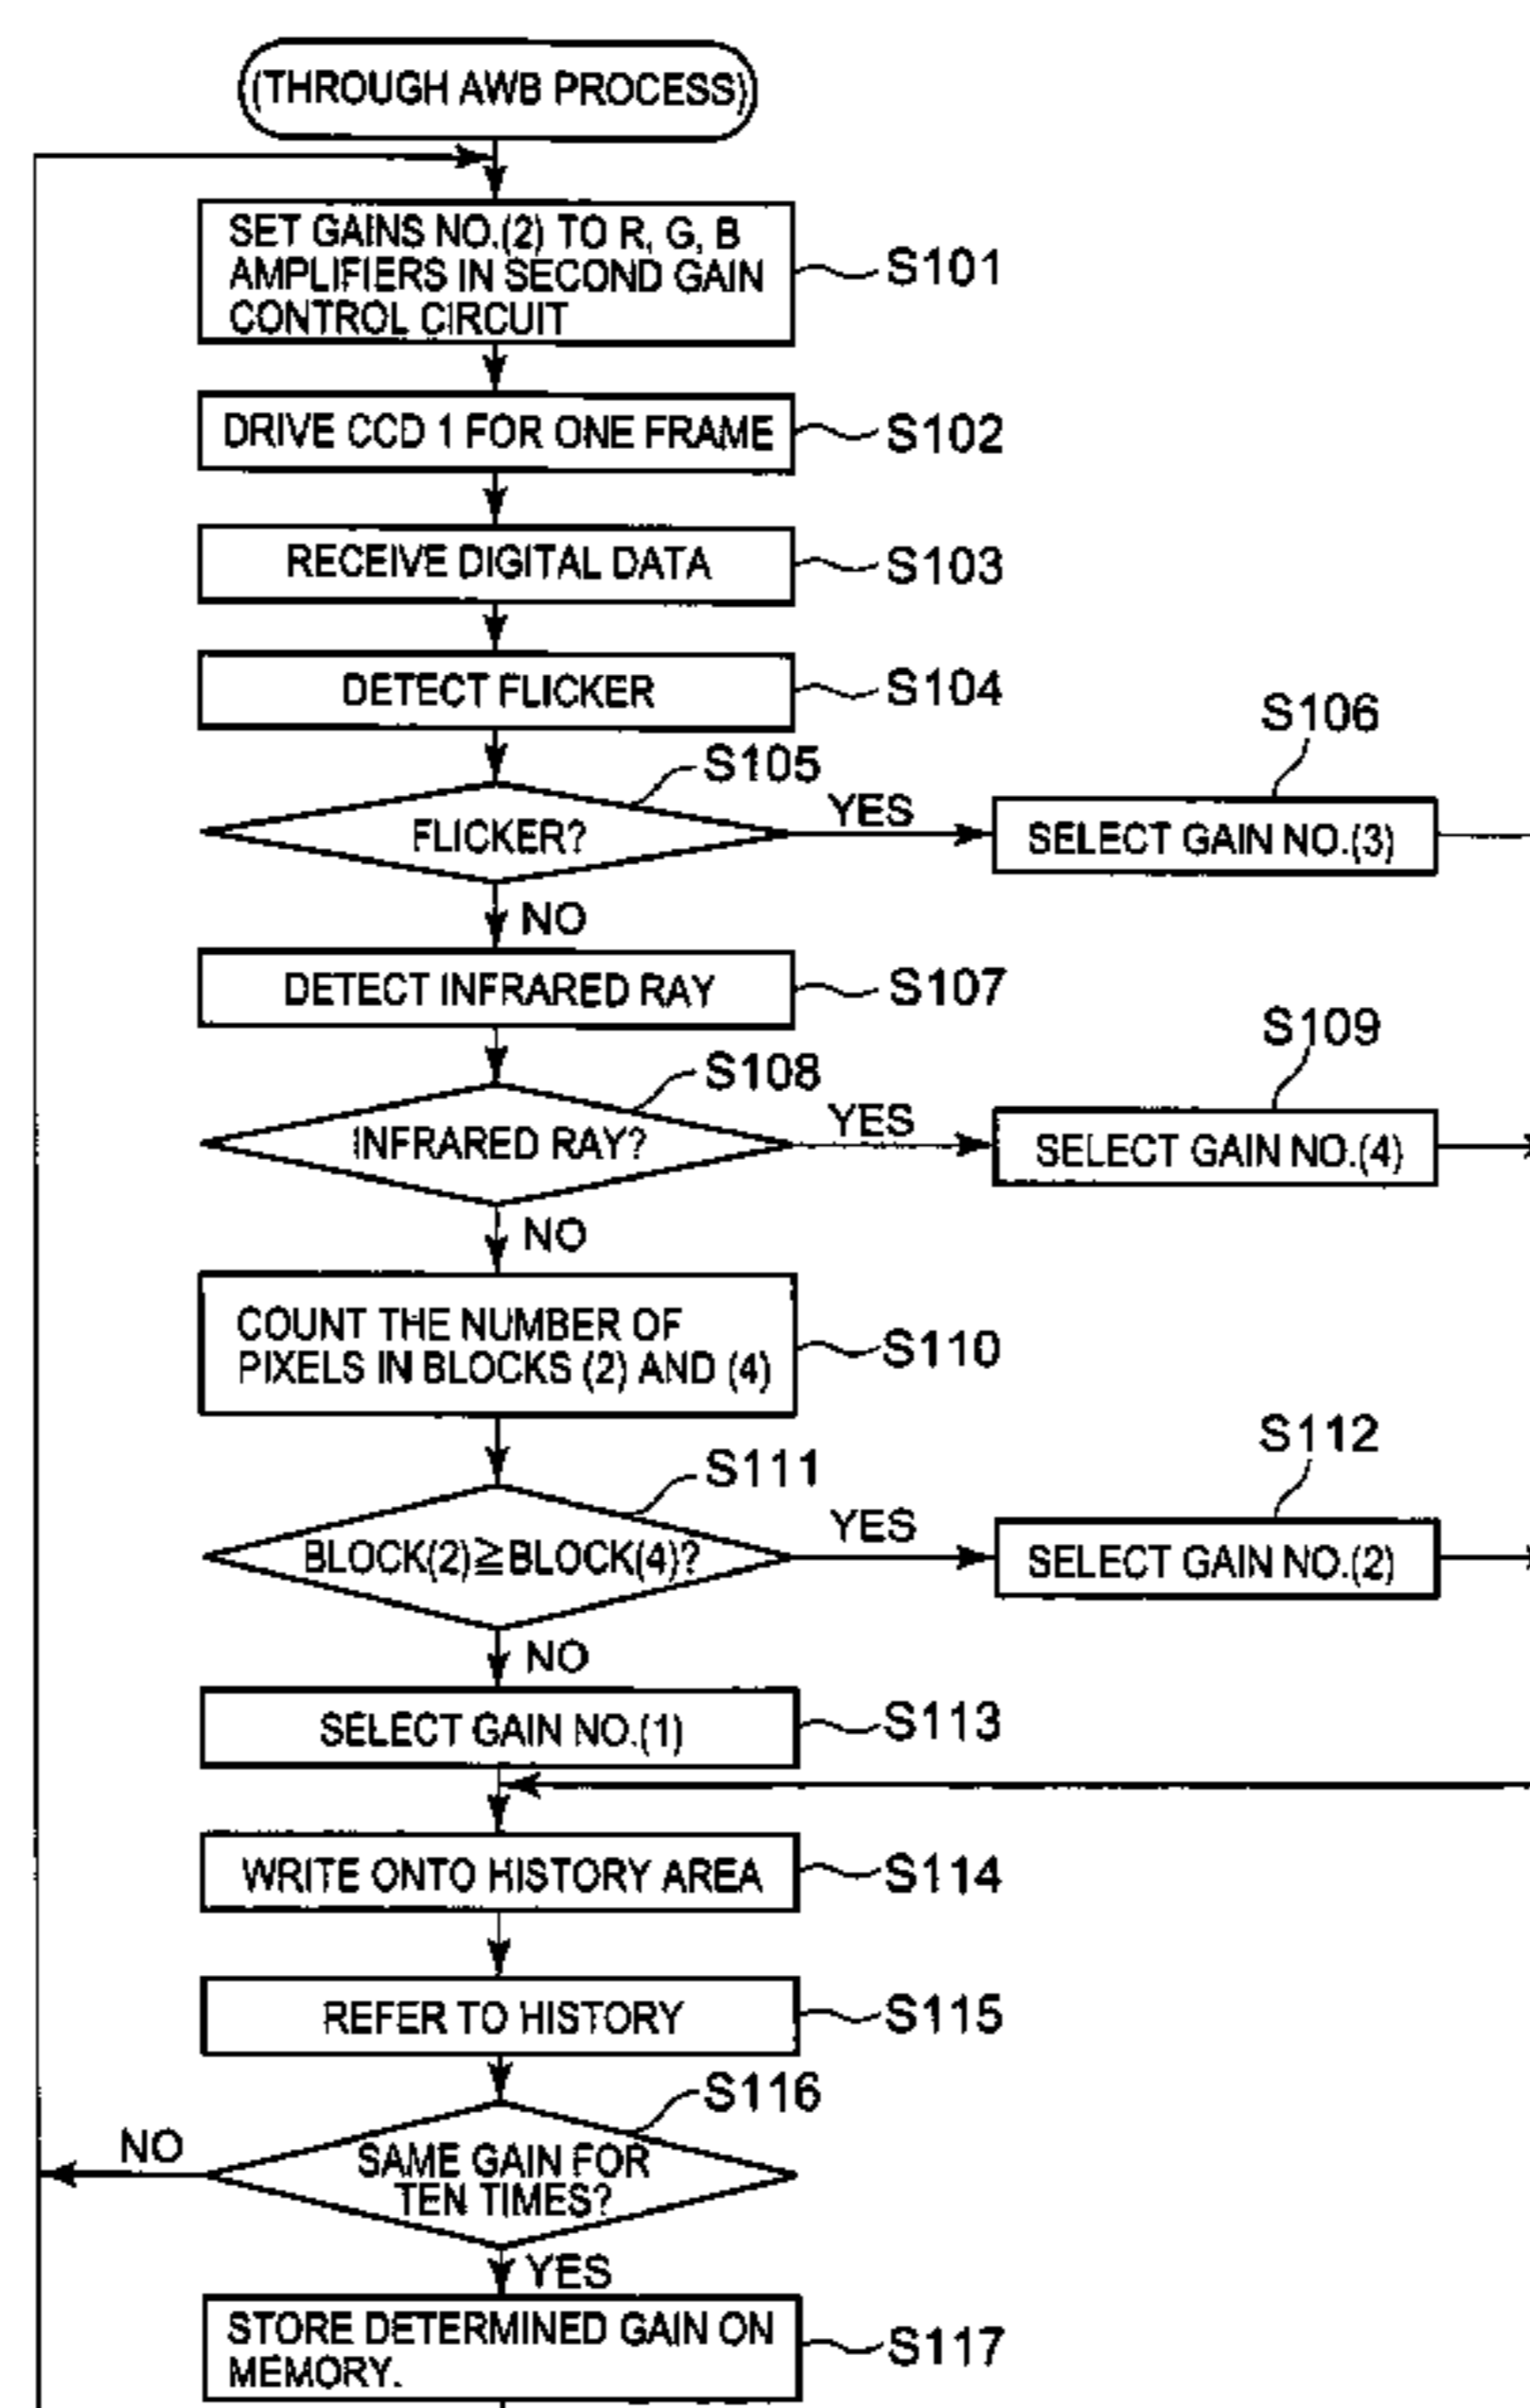 (THROUGH AWB PROCESS)
SET GAINS NO.(2) TO R, G, B
AMPLIFIERS IN SECOND GAIN
CONTROL CIRCUIT
S101
DRIVE CCD 1 FOR ONE FRAME
S102
RECEIVE DIGITAL DATA
S103
DETECT FLICKER
S104
S105
FLICKER?
YES
S106
SELECT GAIN NO.(3)
NO
DETECT INFRARED RAY
S107
S108
INFRARED RAY?
YES
S109
SELECT GAIN NO.(4)
NO
COUNT THE NUMBER OF
PIXELS IN BLOCKS (2) AND (4)
S110
S111
BLOCK(2)≧BLOCK(4)?
YES
S112
SELECT GAIN NO.(2)
NO
SELECT GAIN NO.(1)
S113
WRITE ONTO HISTORY AREA
S114
REFER TO HISTORY
S115
S116
NO
SAME GAIN FOR
TEN TIMES?
YES
STORE DETERMINED GAIN ON
MEMORY.
S117